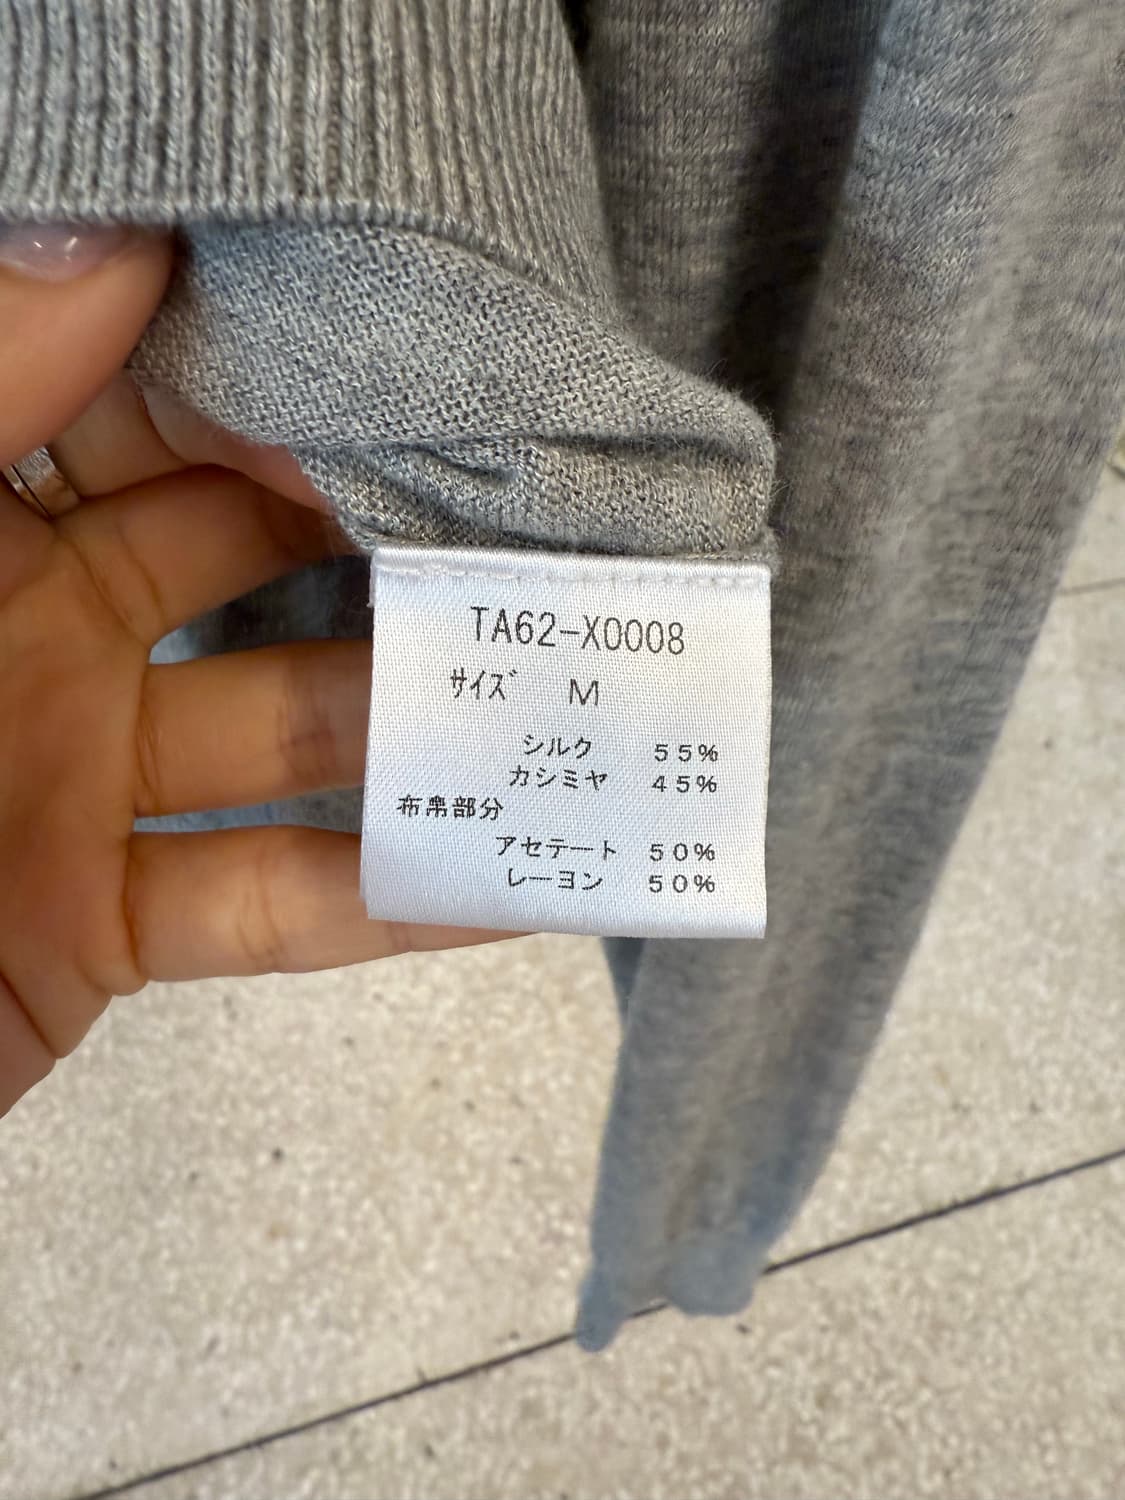 TA62-X0008
サイズ M
シルク 55%
カシミヤ 45%
布帛部分
アセテート 50%
レーヨン 50%